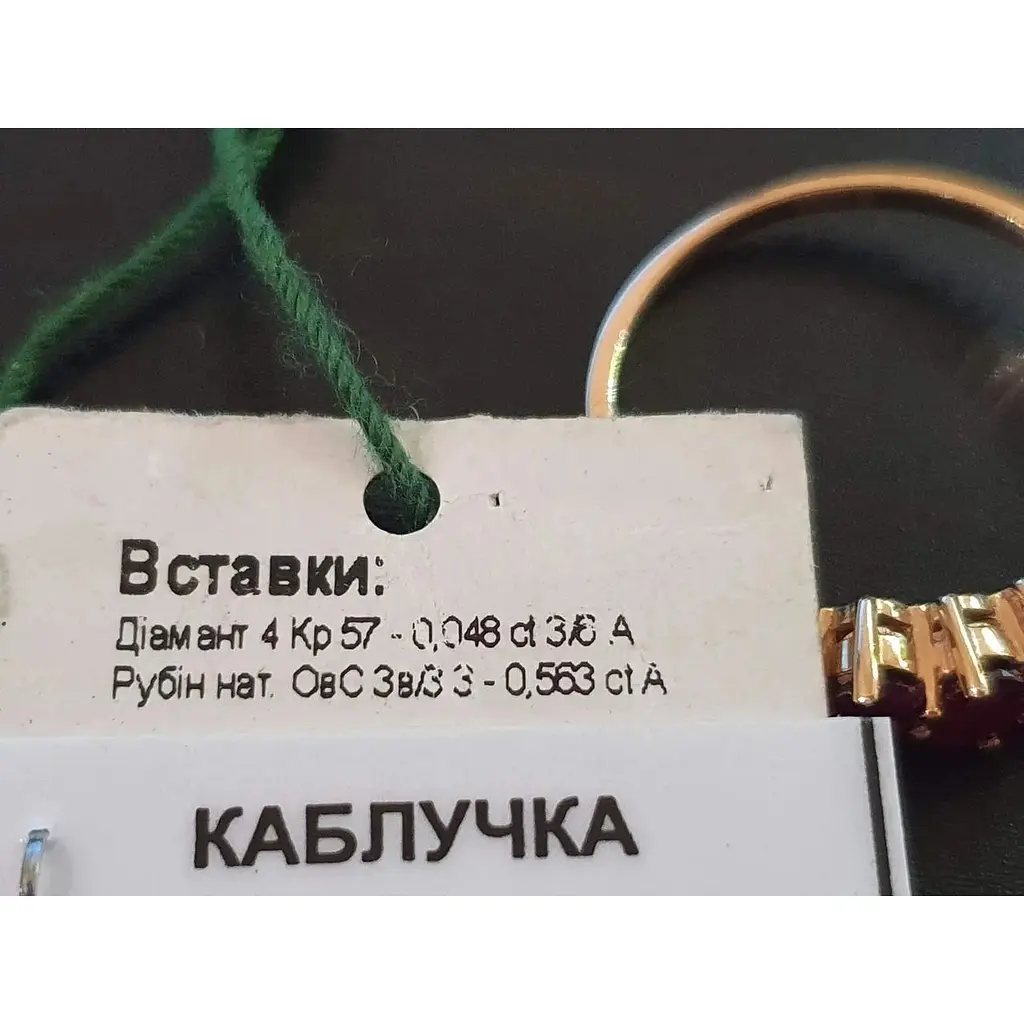 Вставки:
Діамант 4 Кр 57 - 0,048 ct 3/6 А
Рубін нат. ОвС 3в/3 3 - 0,563 ct А
КАБЛУЧКА